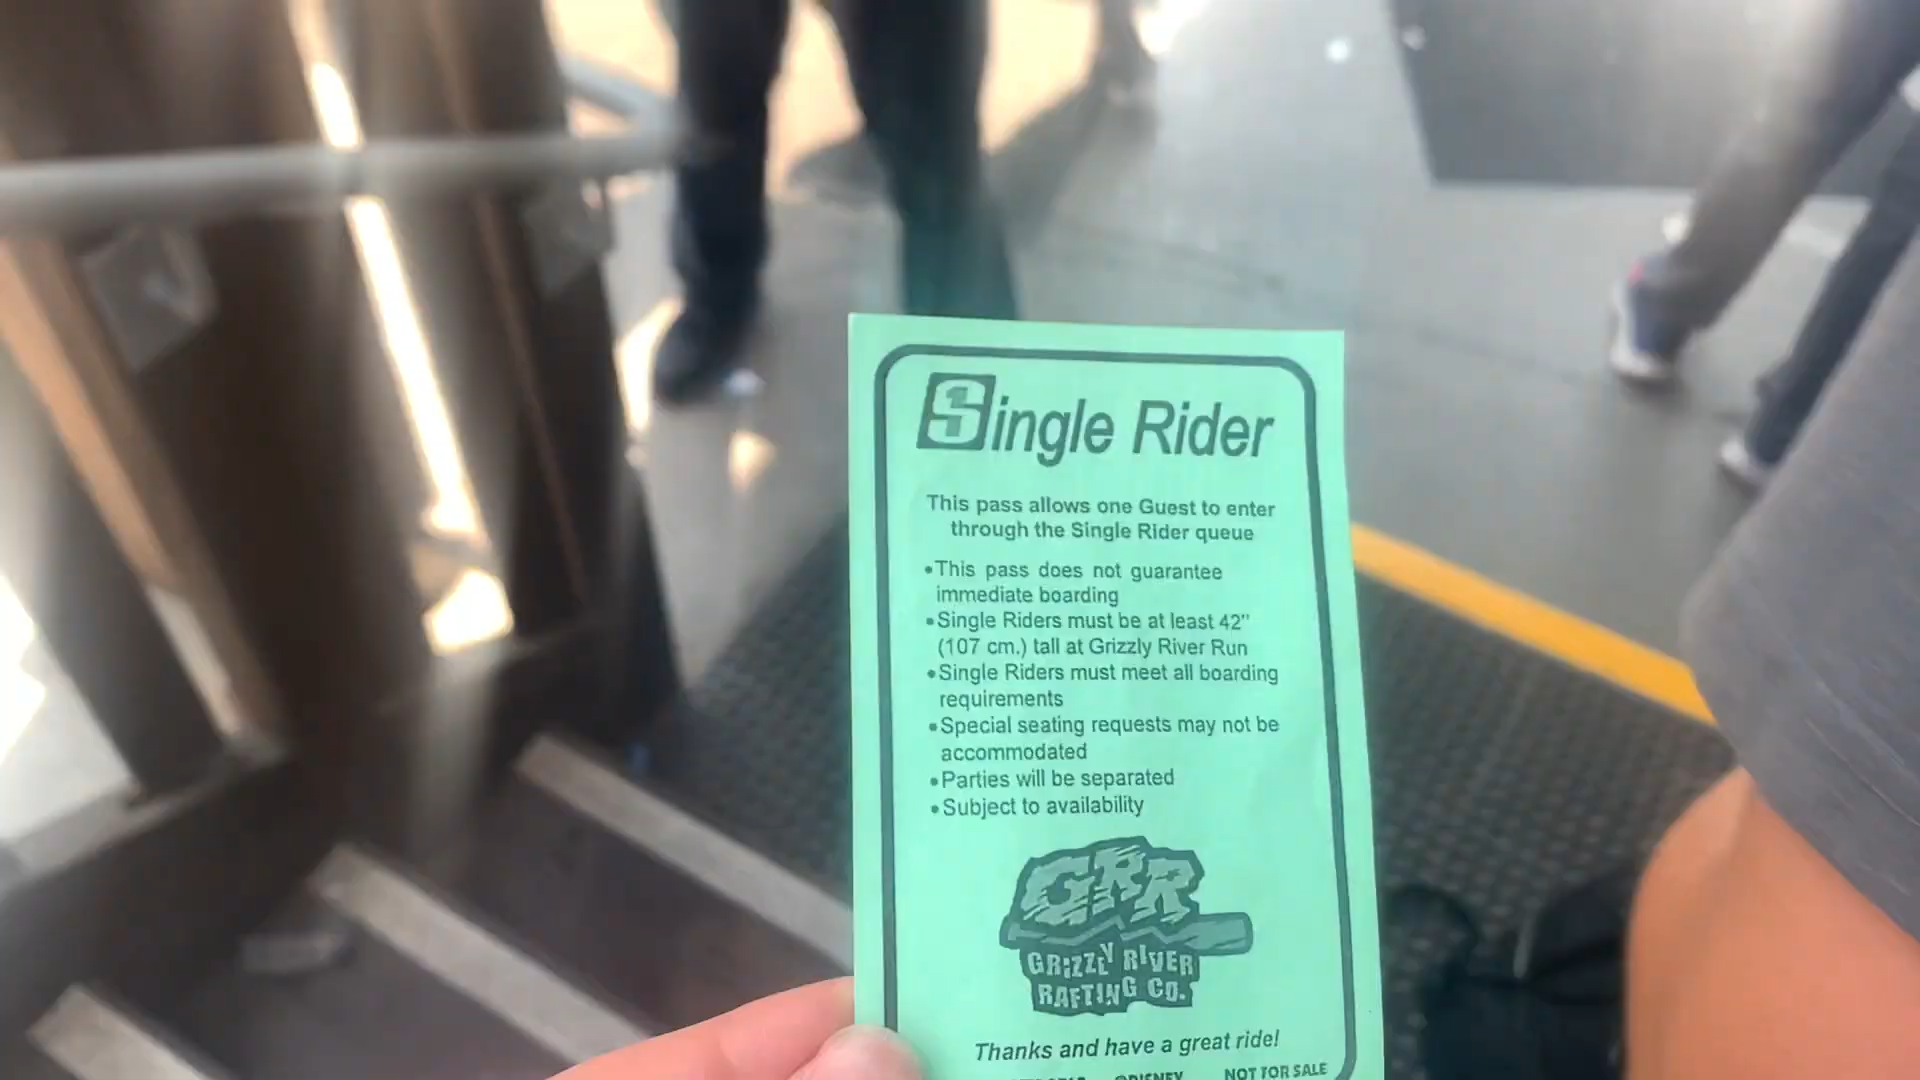 Single Rider
This pass allows one Guest to enter
through the Single Rider queue
•This pass does not guarantee
immediate boarding
•Single Riders must be at least 42"
(107 cm.) tall at Grizzly River Run
•Single Riders must meet all boarding
requirements
•Special seating requests may not be
accommodated
•Parties will be separated
•Subject to availability
GRR
GRIZZLY RIVER
RAFTING CO.
Thanks and have a great ride!
©DISNEY NOT FOR SALE